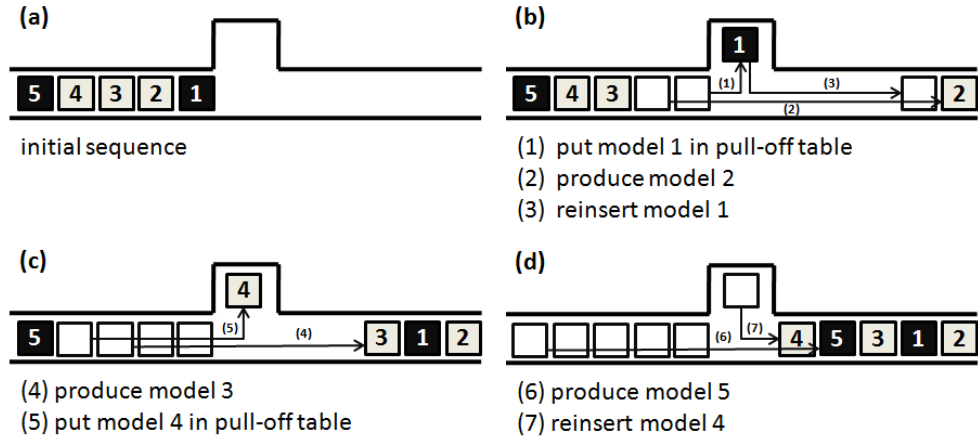 (a)
5 4 3 2 1
initial sequence
(b)
1
(1) (3)
5 4 3 2
(2)
(1) put model 1 in pull-off table
(2) produce model 2
(3) reinsert model 1
(c)
4
(5) (4)
5 3 1 2
(4) produce model 3
(5) put model 4 in pull-off table
(d)
(6) (7)
4 5 3 1 2
(6) produce model 5
(7) reinsert model 4